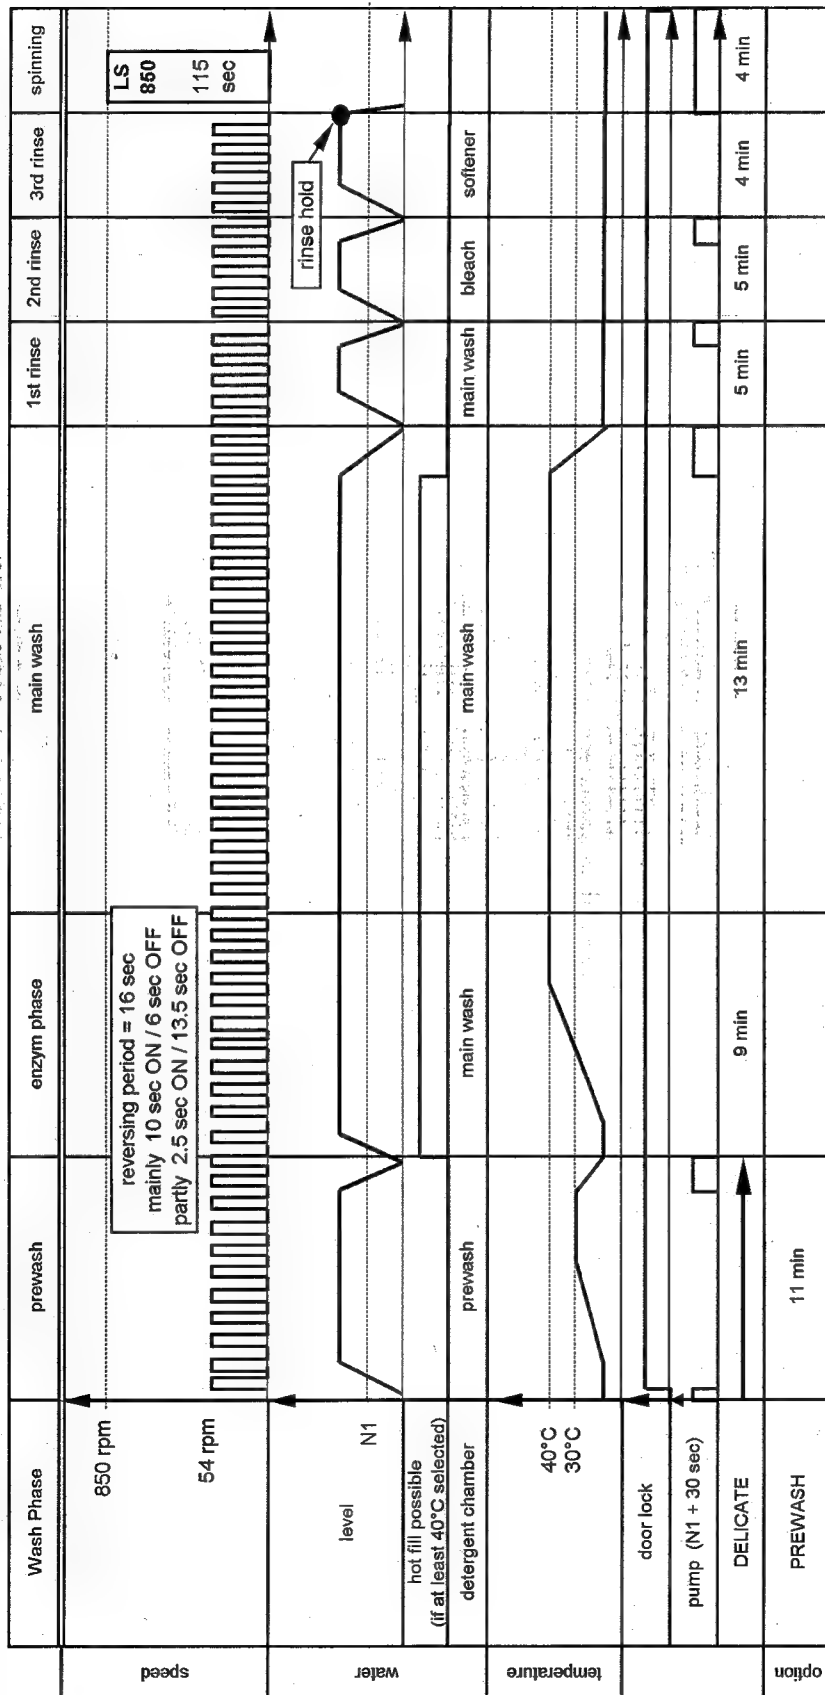 Wash Phase
prewash
enzym phase
main wash
1st rinse
2nd rinse
3rd rinse
spinning
speed
850 rpm
54 rpm
reversing period = 16 sec
mainly 10 sec ON / 6 sec OFF
partly 2.5 sec ON / 13.5 sec OFF
LS
850
115
sec
water
level
N1
rinse hold
hot fill possible
(if at least 40°C selected)
detergent chamber
prewash
main wash
main wash
main wash
bleach
softener
temperature
40°C
30°C
door lock
pump (N1 + 30 sec)
DELICATE
9 min
13 min
5 min
5 min
4 min
4 min
option
PREWASH
11 min